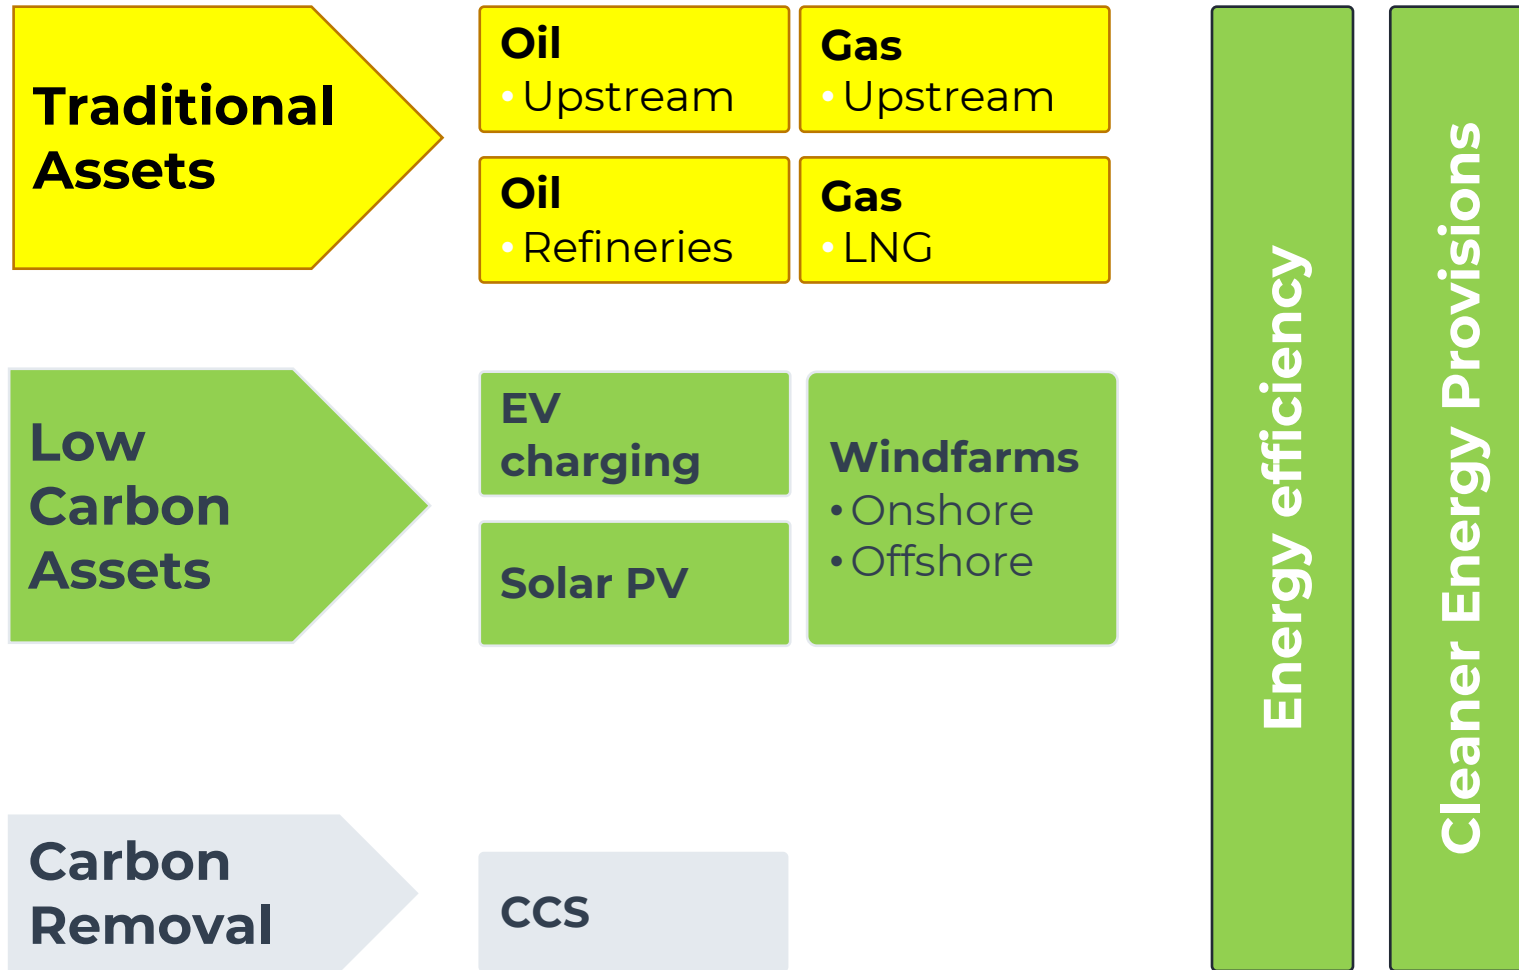 Traditional
Assets
Oil
• Upstream
Gas
• Upstream
Oil
• Refineries
Gas
• LNG
Low
Carbon
Assets
EV
charging
Solar PV
Windfarms
• Onshore
• Offshore
Carbon
Removal
CCS
Energy efficiency
Cleaner Energy Provisions